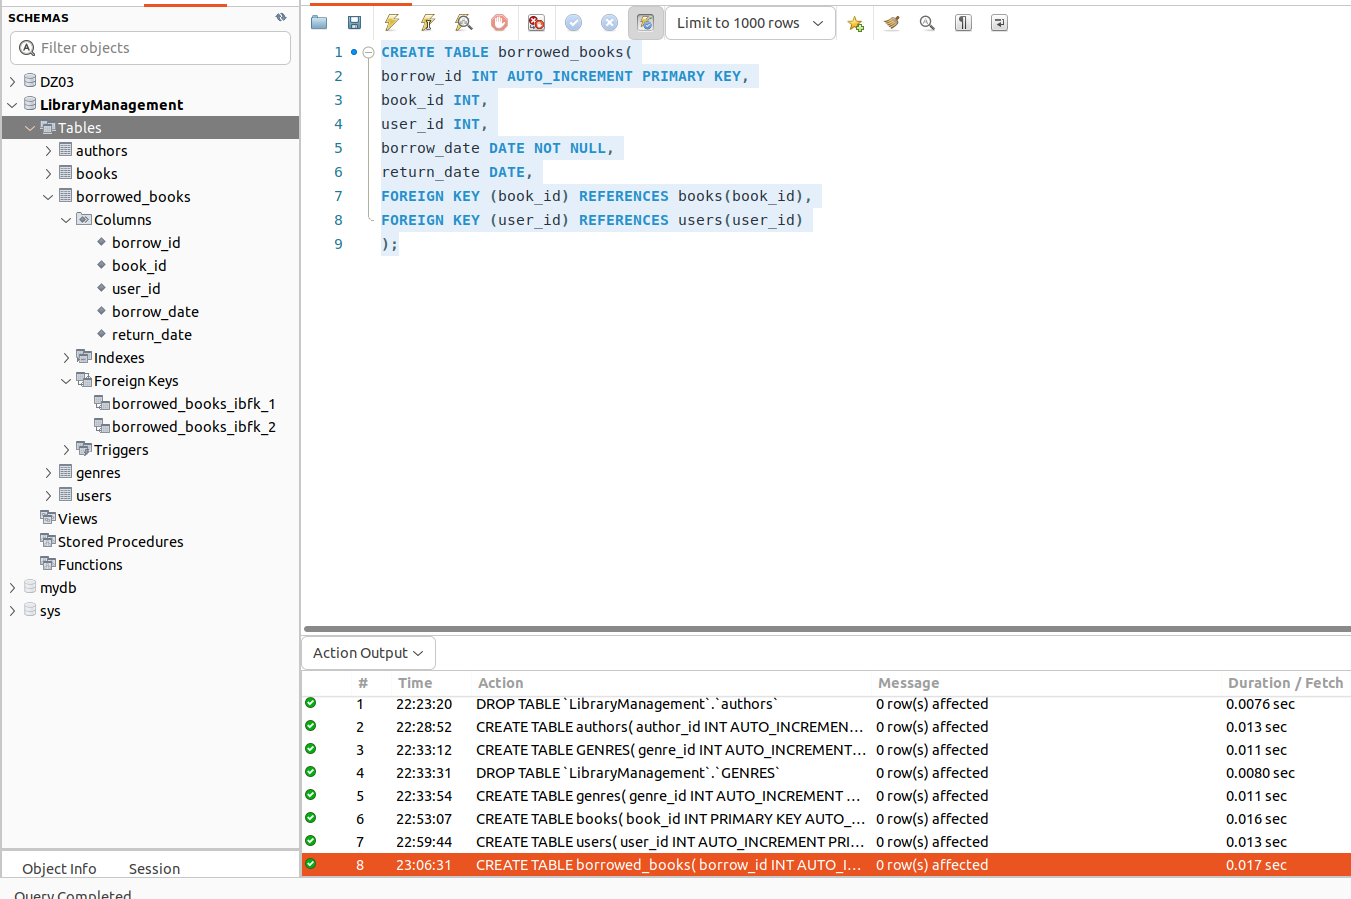 SCHEMAS
Filter objects
DZ03
LibraryManagement
Tables
authors
books
borrowed_books
Columns
borrow_id
book_id
user_id
borrow_date
return_date
Indexes
Foreign Keys
borrowed_books_ibfk_1
borrowed_books_ibfk_2
Triggers
genres
users
Views
Stored Procedures
Functions
mydb
sys
Object Info Session
Query Completed
Limit to 1000 rows
1 CREATE TABLE borrowed_books(
2 borrow_id INT AUTO_INCREMENT PRIMARY KEY,
3 book_id INT,
4 user_id INT,
5 borrow_date DATE NOT NULL,
6 return_date DATE,
7 FOREIGN KEY (book_id) REFERENCES books(book_id),
8 FOREIGN KEY (user_id) REFERENCES users(user_id)
9 );
Action Output
# Time Action Message Duration / Fetch
1 22:23:20 DROP TABLE `LibraryManagement`.`authors` 0 row(s) affected 0.0076 sec
2 22:28:52 CREATE TABLE authors( author_id INT AUTO_INCREMEN... 0 row(s) affected 0.013 sec
3 22:33:12 CREATE TABLE GENRES( genre_id INT AUTO_INCREMENT... 0 row(s) affected 0.011 sec
4 22:33:31 DROP TABLE `LibraryManagement`.`GENRES` 0 row(s) affected 0.0080 sec
5 22:33:54 CREATE TABLE genres( genre_id INT AUTO_INCREMENT ... 0 row(s) affected 0.011 sec
6 22:53:07 CREATE TABLE books( book_id INT PRIMARY KEY AUTO_... 0 row(s) affected 0.016 sec
7 22:59:44 CREATE TABLE users( user_id INT AUTO_INCREMENT PRI... 0 row(s) affected 0.013 sec
8 23:06:31 CREATE TABLE borrowed_books( borrow_id INT AUTO_I... 0 row(s) affected 0.017 sec